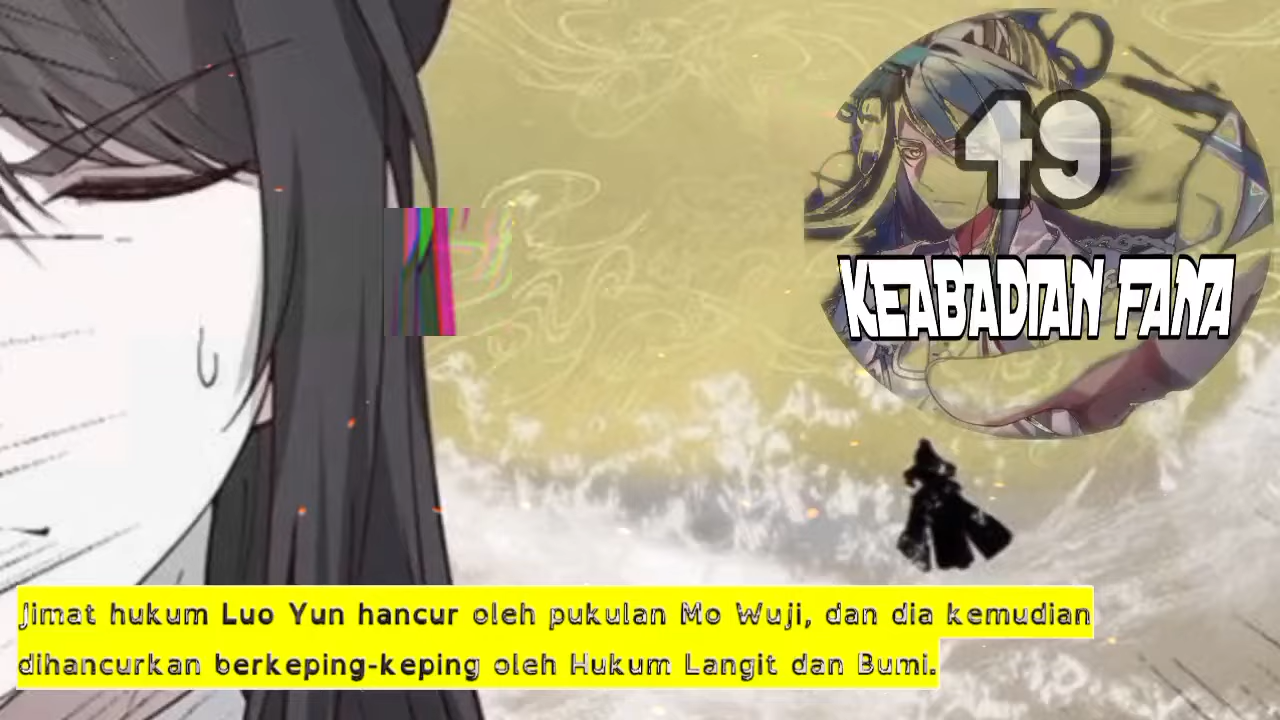 49
KEABADIAN FANA
Jimat hukum Luo Yun hancur oleh pukulan Mo Wuji, dan dia kemudian
dihancurkan berkeping-keping oleh Hukum Langit dan Bumi.